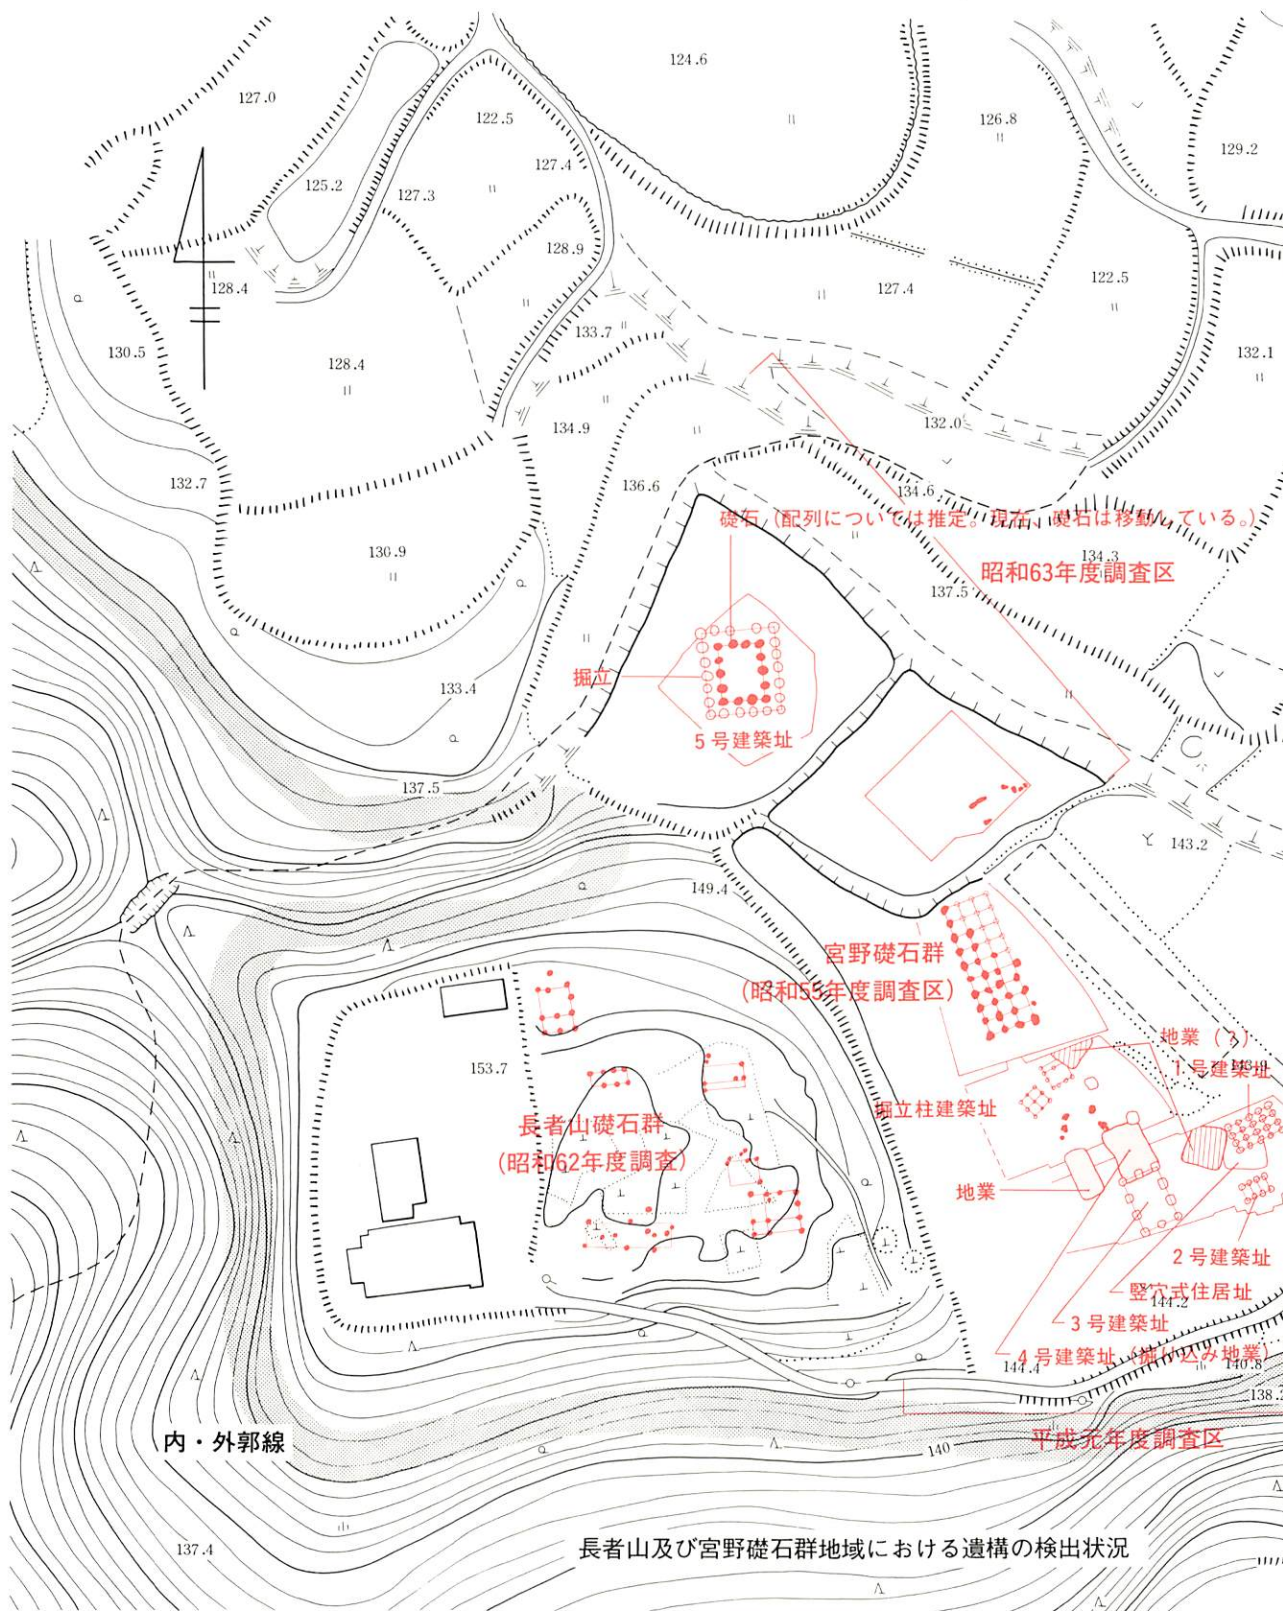 124.6
127.0
122.5
126.8
129.2
127.4
125.2
127.3
128.9
128.4
127.4
122.5
133.7
130.5
128.4
132.1
134.9
132.0
132.7
136.6
134.6
礎石（配列については推定。現在、礎石は移動している。）
130.9
134.3
昭和63年度調査区
137.5
掘立
133.4
5号建築址
137.5
143.2
149.4
宮野礎石群
（昭和55年度調査区）
地業（？）
153.7
143.9
1号建築址
掘立柱建築址
長者山礎石群
（昭和62年度調査）
地業
2号建築址
竪穴式住居址
144.2
3号建築址
4号建築址（掘り込み地業）
144.4
140.8
138.2
平成元年度調査区
内・外郭線
140
137.4
長者山及び宮野礎石群地域における遺構の検出状況